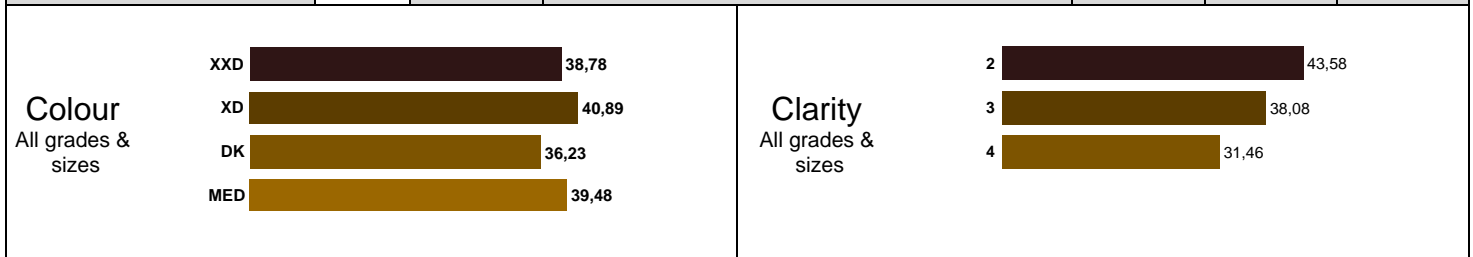 Colour
All grades &
sizes
XXD 38,78
XD 40,89
DK 36,23
MED 39,48
Clarity
All grades &
sizes
2 43,58
3 38,08
4 31,46